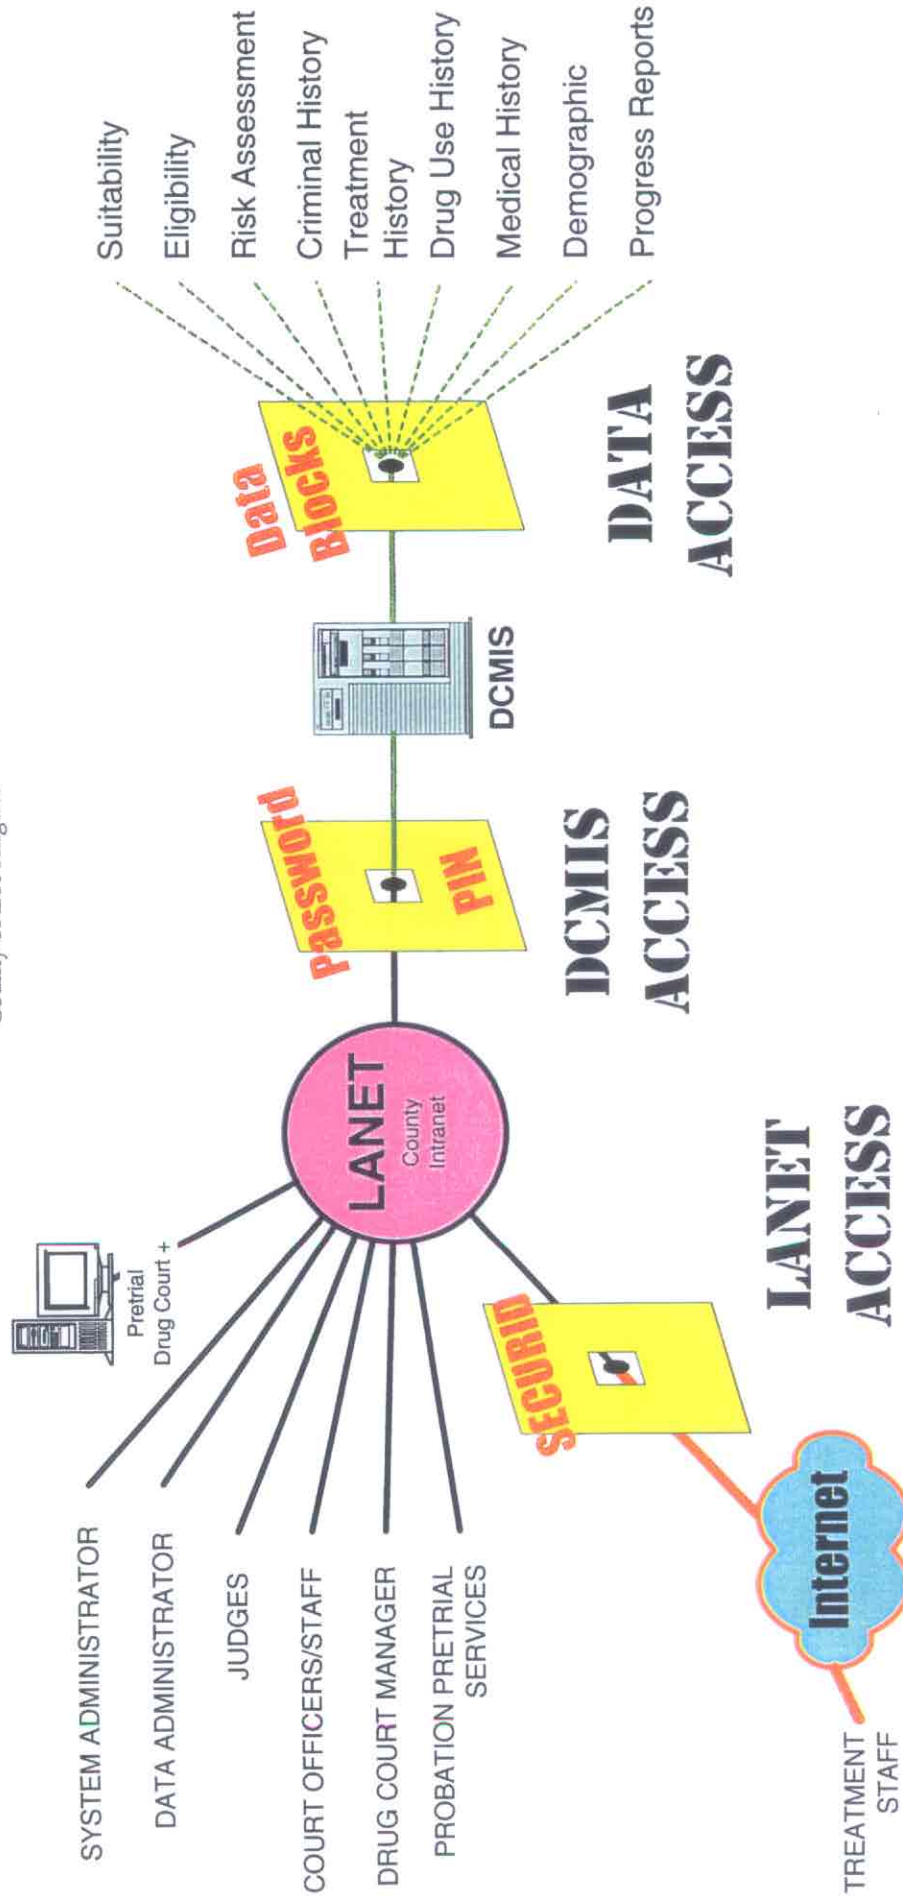 SYSTEM ADMINISTRATOR
DATA ADMINISTRATOR
JUDGES
COURT OFFICERS/STAFF
DRUG COURT MANAGER
PROBATION PRETRIAL
SERVICES
TREATMENT
STAFF
Internet
SECURID
LANET
ACCESS
Pretrial
Drug Court +
LANET
County
Intranet
Password
PIN
DCMIS
ACCESS
DCMIS
Data
Blocks
DATA
ACCESS
Suitability
Eligibility
Risk Assessment
Criminal History
Treatment
History
Drug Use History
Medical History
Demographic
Progress Reports